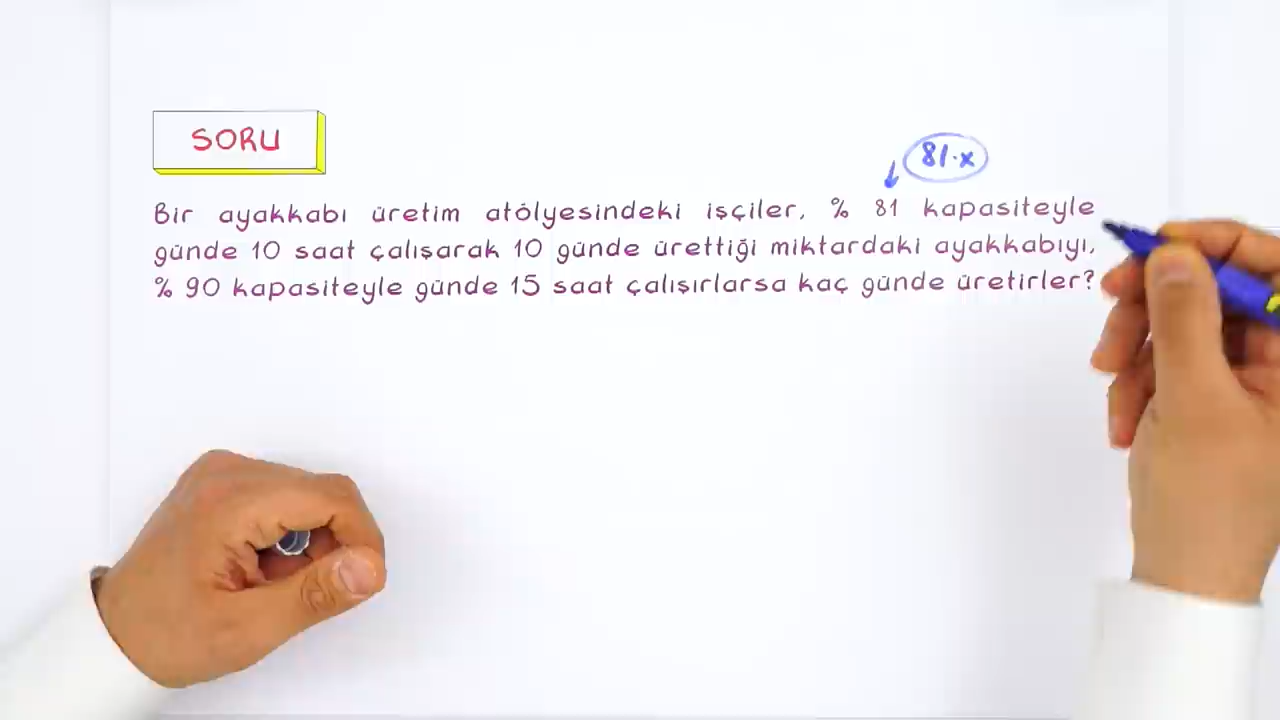 SORU
81·x
Bir ayakkabı üretim atölyesindeki işçiler, % 81 kapasiteyle
günde 10 saat çalışarak 10 günde ürettiği miktardaki ayakkabıyı,
% 90 kapasiteyle günde 15 saat çalışırlarsa kaç günde üretirler?